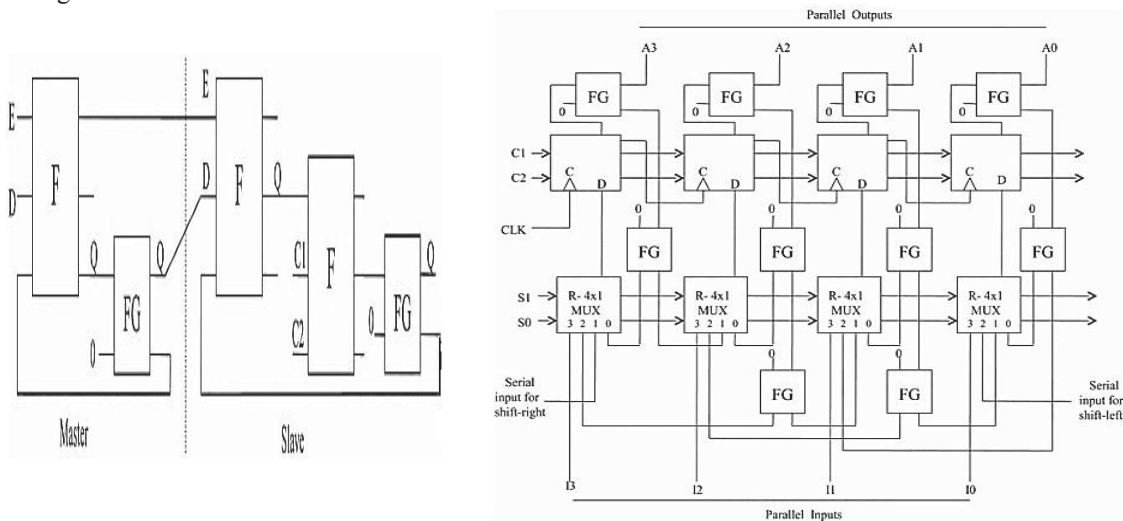 E
E
D
F
D
F
Q
F
Q
Q
C1
Q
FG
FG
0
0
C2
Master
Slave
Parallel Outputs
A3 A2 A1 A0
FG FG FG FG
0 0 0 0
C1
C2
C D C D C D C D
0 0 0 0
CLK
FG FG FG FG
S1
S0
R- 4x1 MUX 3 2 1 0
R- 4x1 MUX 3 2 1 0
R- 4x1 MUX 3 2 1 0
R- 4x1 MUX 3 2 1 0
0 0
Serial input for shift-right
FG FG
Serial input for shift-left
I3 I2 I1 I0
Parallel Inputs